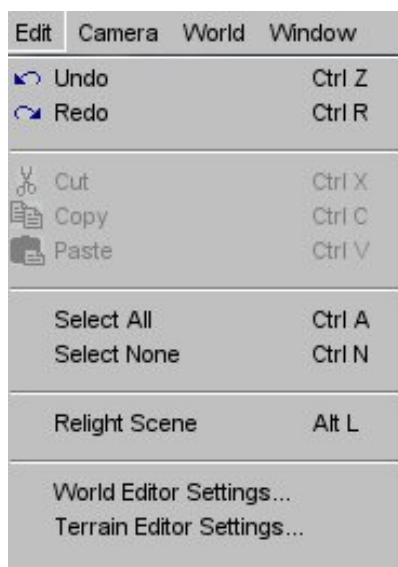 Edit Camera World Window
Undo Ctrl Z
Redo Ctrl R
Cut Ctrl X
Copy Ctrl C
Paste Ctrl V
Select All Ctrl A
Select None Ctrl N
Relight Scene Alt L
World Editor Settings...
Terrain Editor Settings...